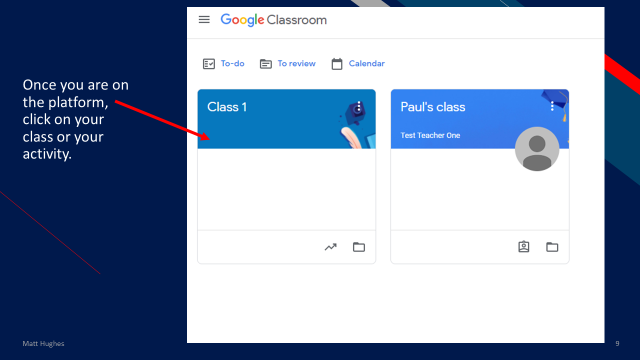 Google Classroom
To-do To review Calendar
Once you are on
the platform,
click on your
class or your
activity.
Class 1
Paul's class
Test Teacher One
Matt Hughes
9